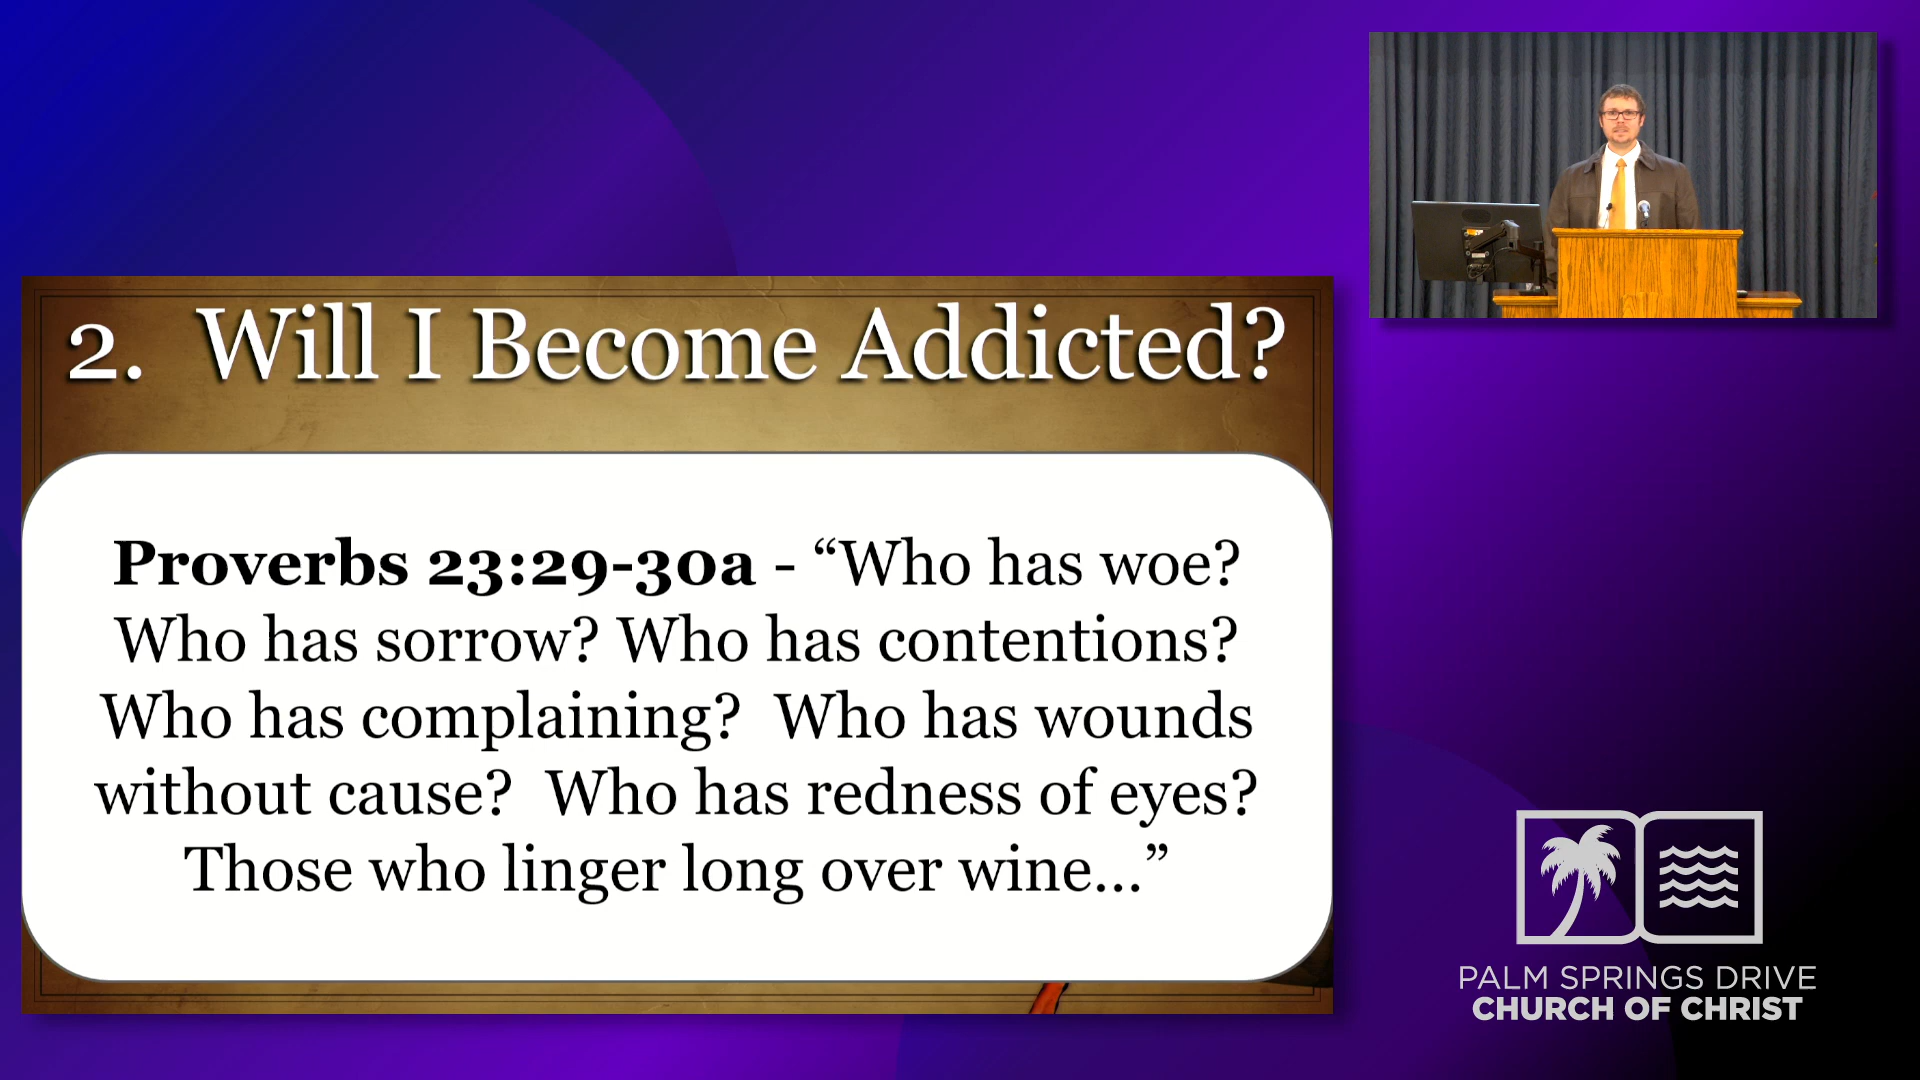 2. Will I Become Addicted?
Proverbs 23:29-30a - “Who has woe?
Who has sorrow? Who has contentions?
Who has complaining? Who has wounds
without cause? Who has redness of eyes?
Those who linger long over wine...”
PALM SPRINGS DRIVE
CHURCH OF CHRIST